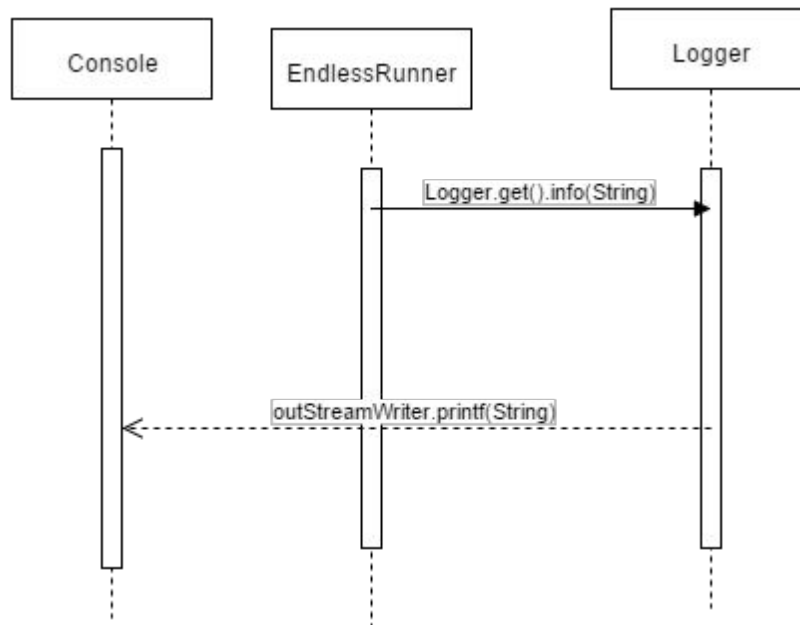 Console
EndlessRunner
Logger
Logger.get().info(String)
outStreamWriter.printf(String)